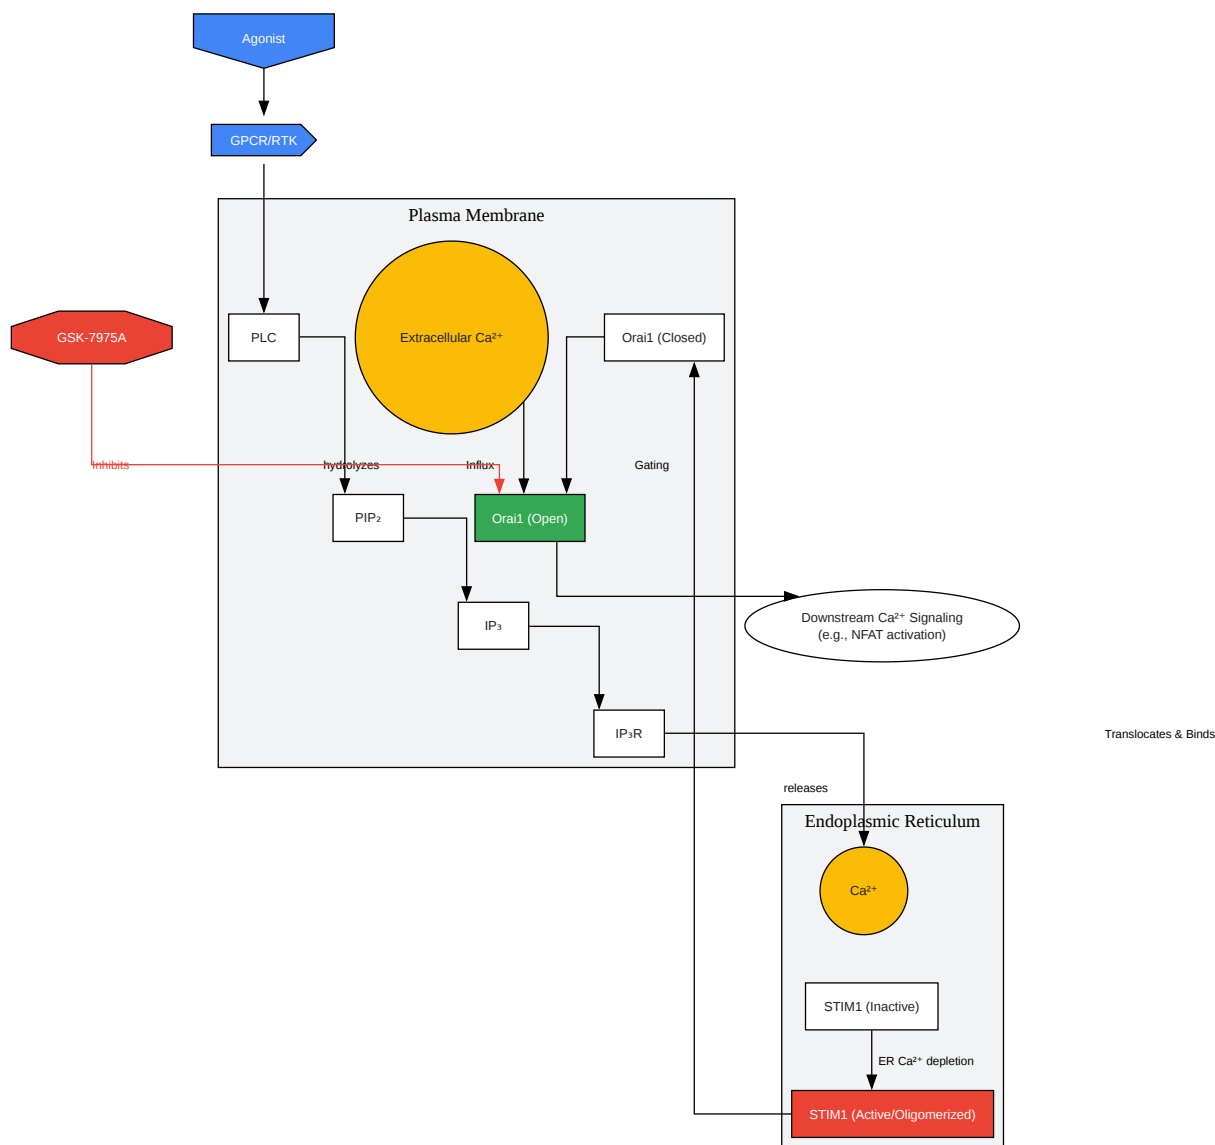 Agonist
GPCR/RTK
Plasma Membrane
GSK-7975A
PLC
Extracellular Ca²⁺
Orai1 (Closed)
Inhibits
hydrolyzes
Influx
Gating
PIP₂
Orai1 (Open)
IP₃
Downstream Ca²⁺ Signaling
(e.g., NFAT activation)
IP₃R
Translocates & Binds
releases
Endoplasmic Reticulum
Ca²⁺
STIM1 (Inactive)
ER Ca²⁺ depletion
STIM1 (Active/Oligomerized)